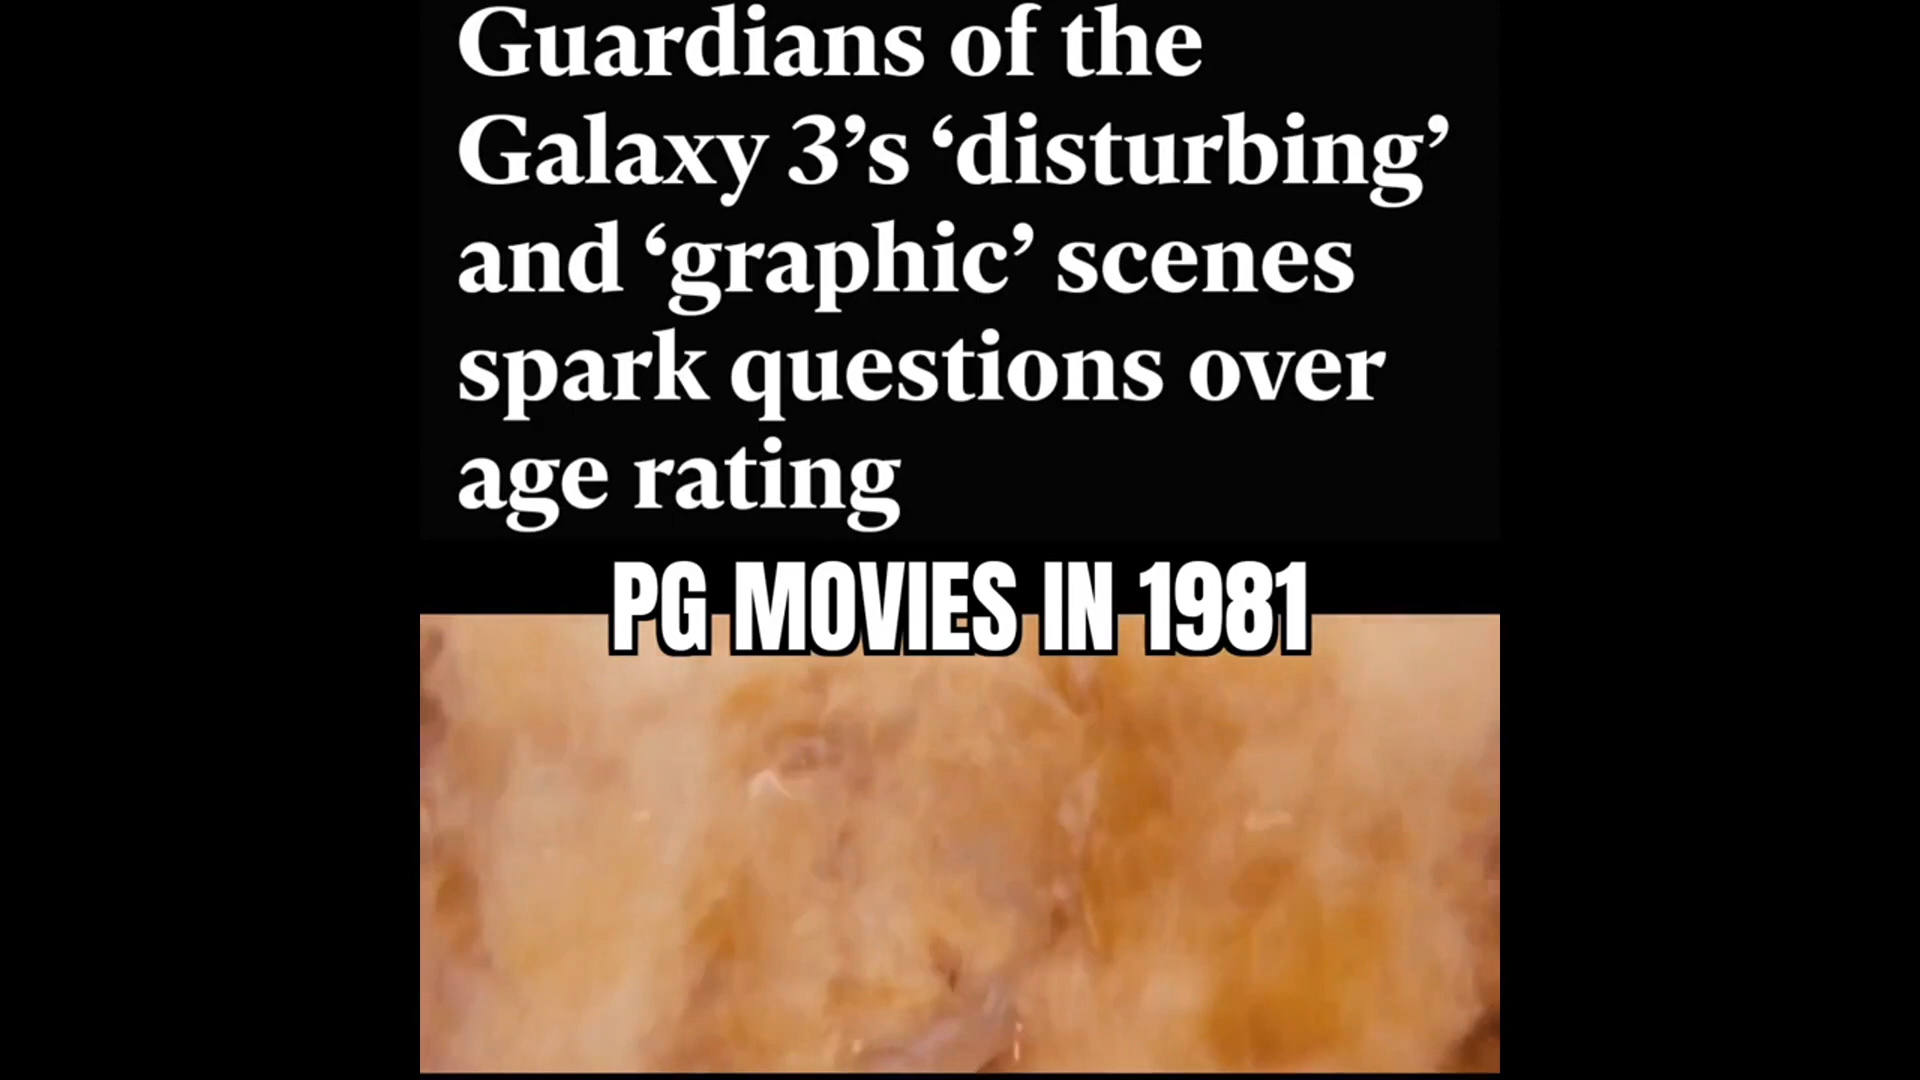 Guardians of the
Galaxy 3’s ‘disturbing’
and ‘graphic’ scenes
spark questions over
age rating
PG MOVIES IN 1981